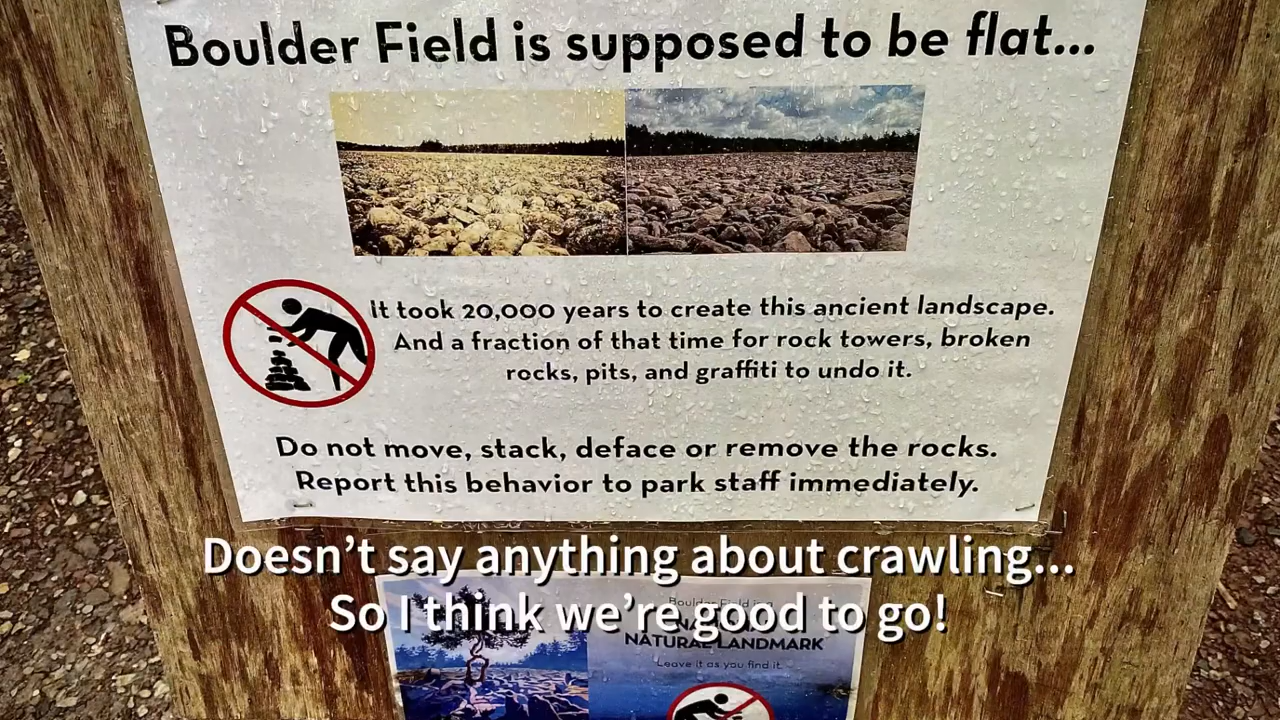 Boulder Field is supposed to be flat...
It took 20,000 years to create this ancient landscape.
And a fraction of that time for rock towers, broken
rocks, pits, and graffiti to undo it.
Do not move, stack, deface or remove the rocks.
Report this behavior to park staff immediately.
Doesn't say anything about crawling...
So I think we're good to go!
Boulder Field is
NATURAL LANDMARK
Leave it as you find it.